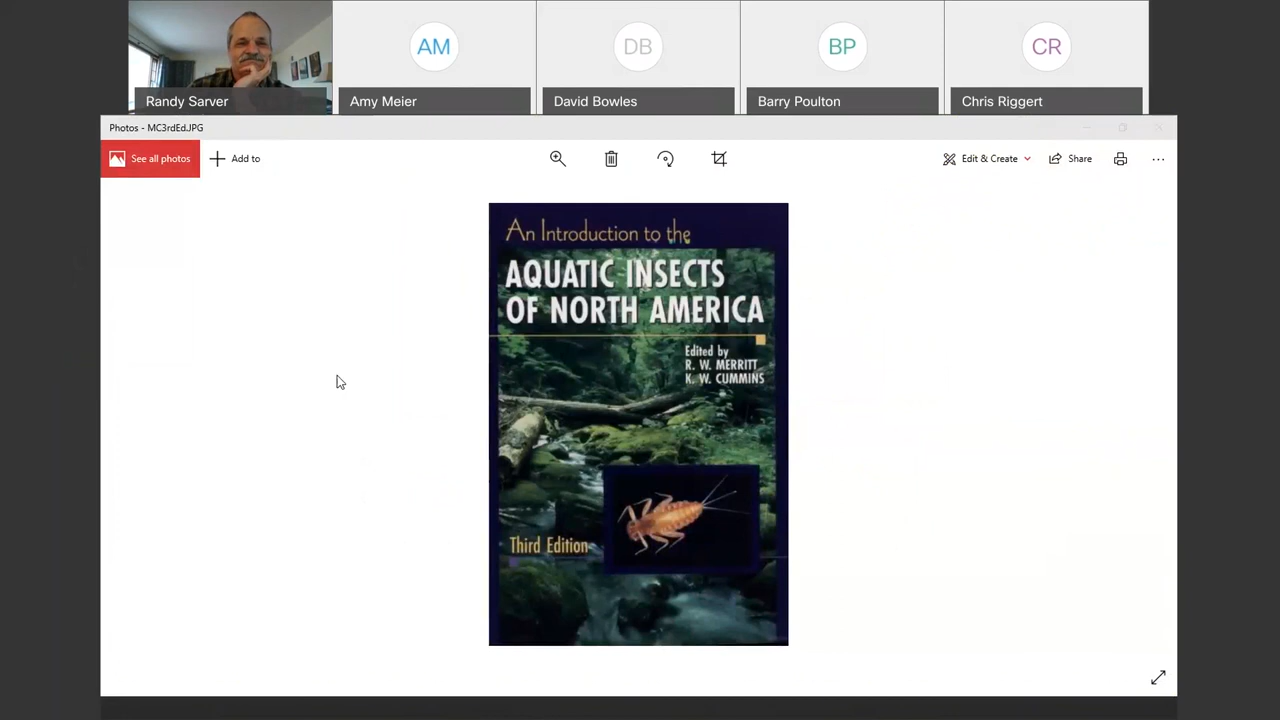 AM
DB
BP
CR
Randy Sarver
Amy Meier
David Bowles
Barry Poulton
Chris Riggert
Photos - MC3rdEd.JPG
See all photos
Add to
Edit & Create
Share
An Introduction to the
AQUATIC INSECTS
OF NORTH AMERICA
Edited by
R. W. MERRITT
K. W. CUMMINS
Third Edition